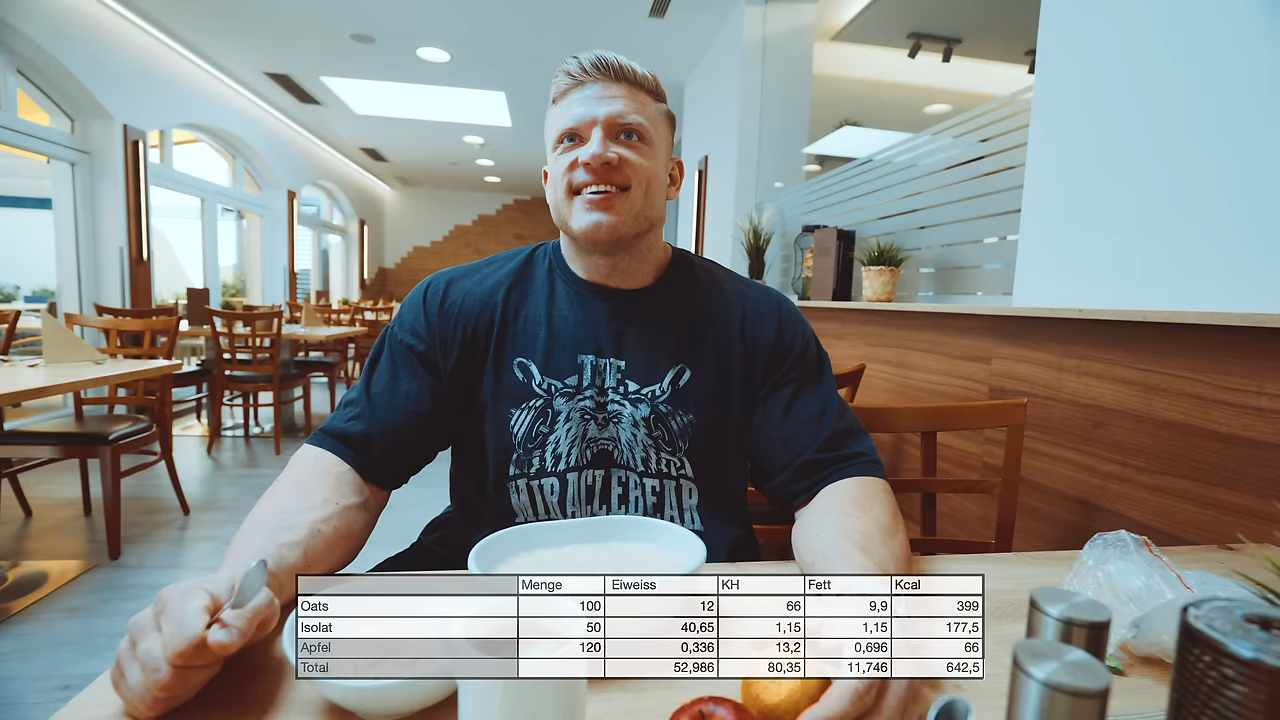 THE
MIRACLEBEAR
Menge Eiweiss KH Fett Kcal
Oats 100 12 66 9,9 399
Isolat 50 40,65 1,15 1,15 177,5
Apfel 120 0,336 13,2 0,696 66
Total 52,986 80,35 11,746 642,5